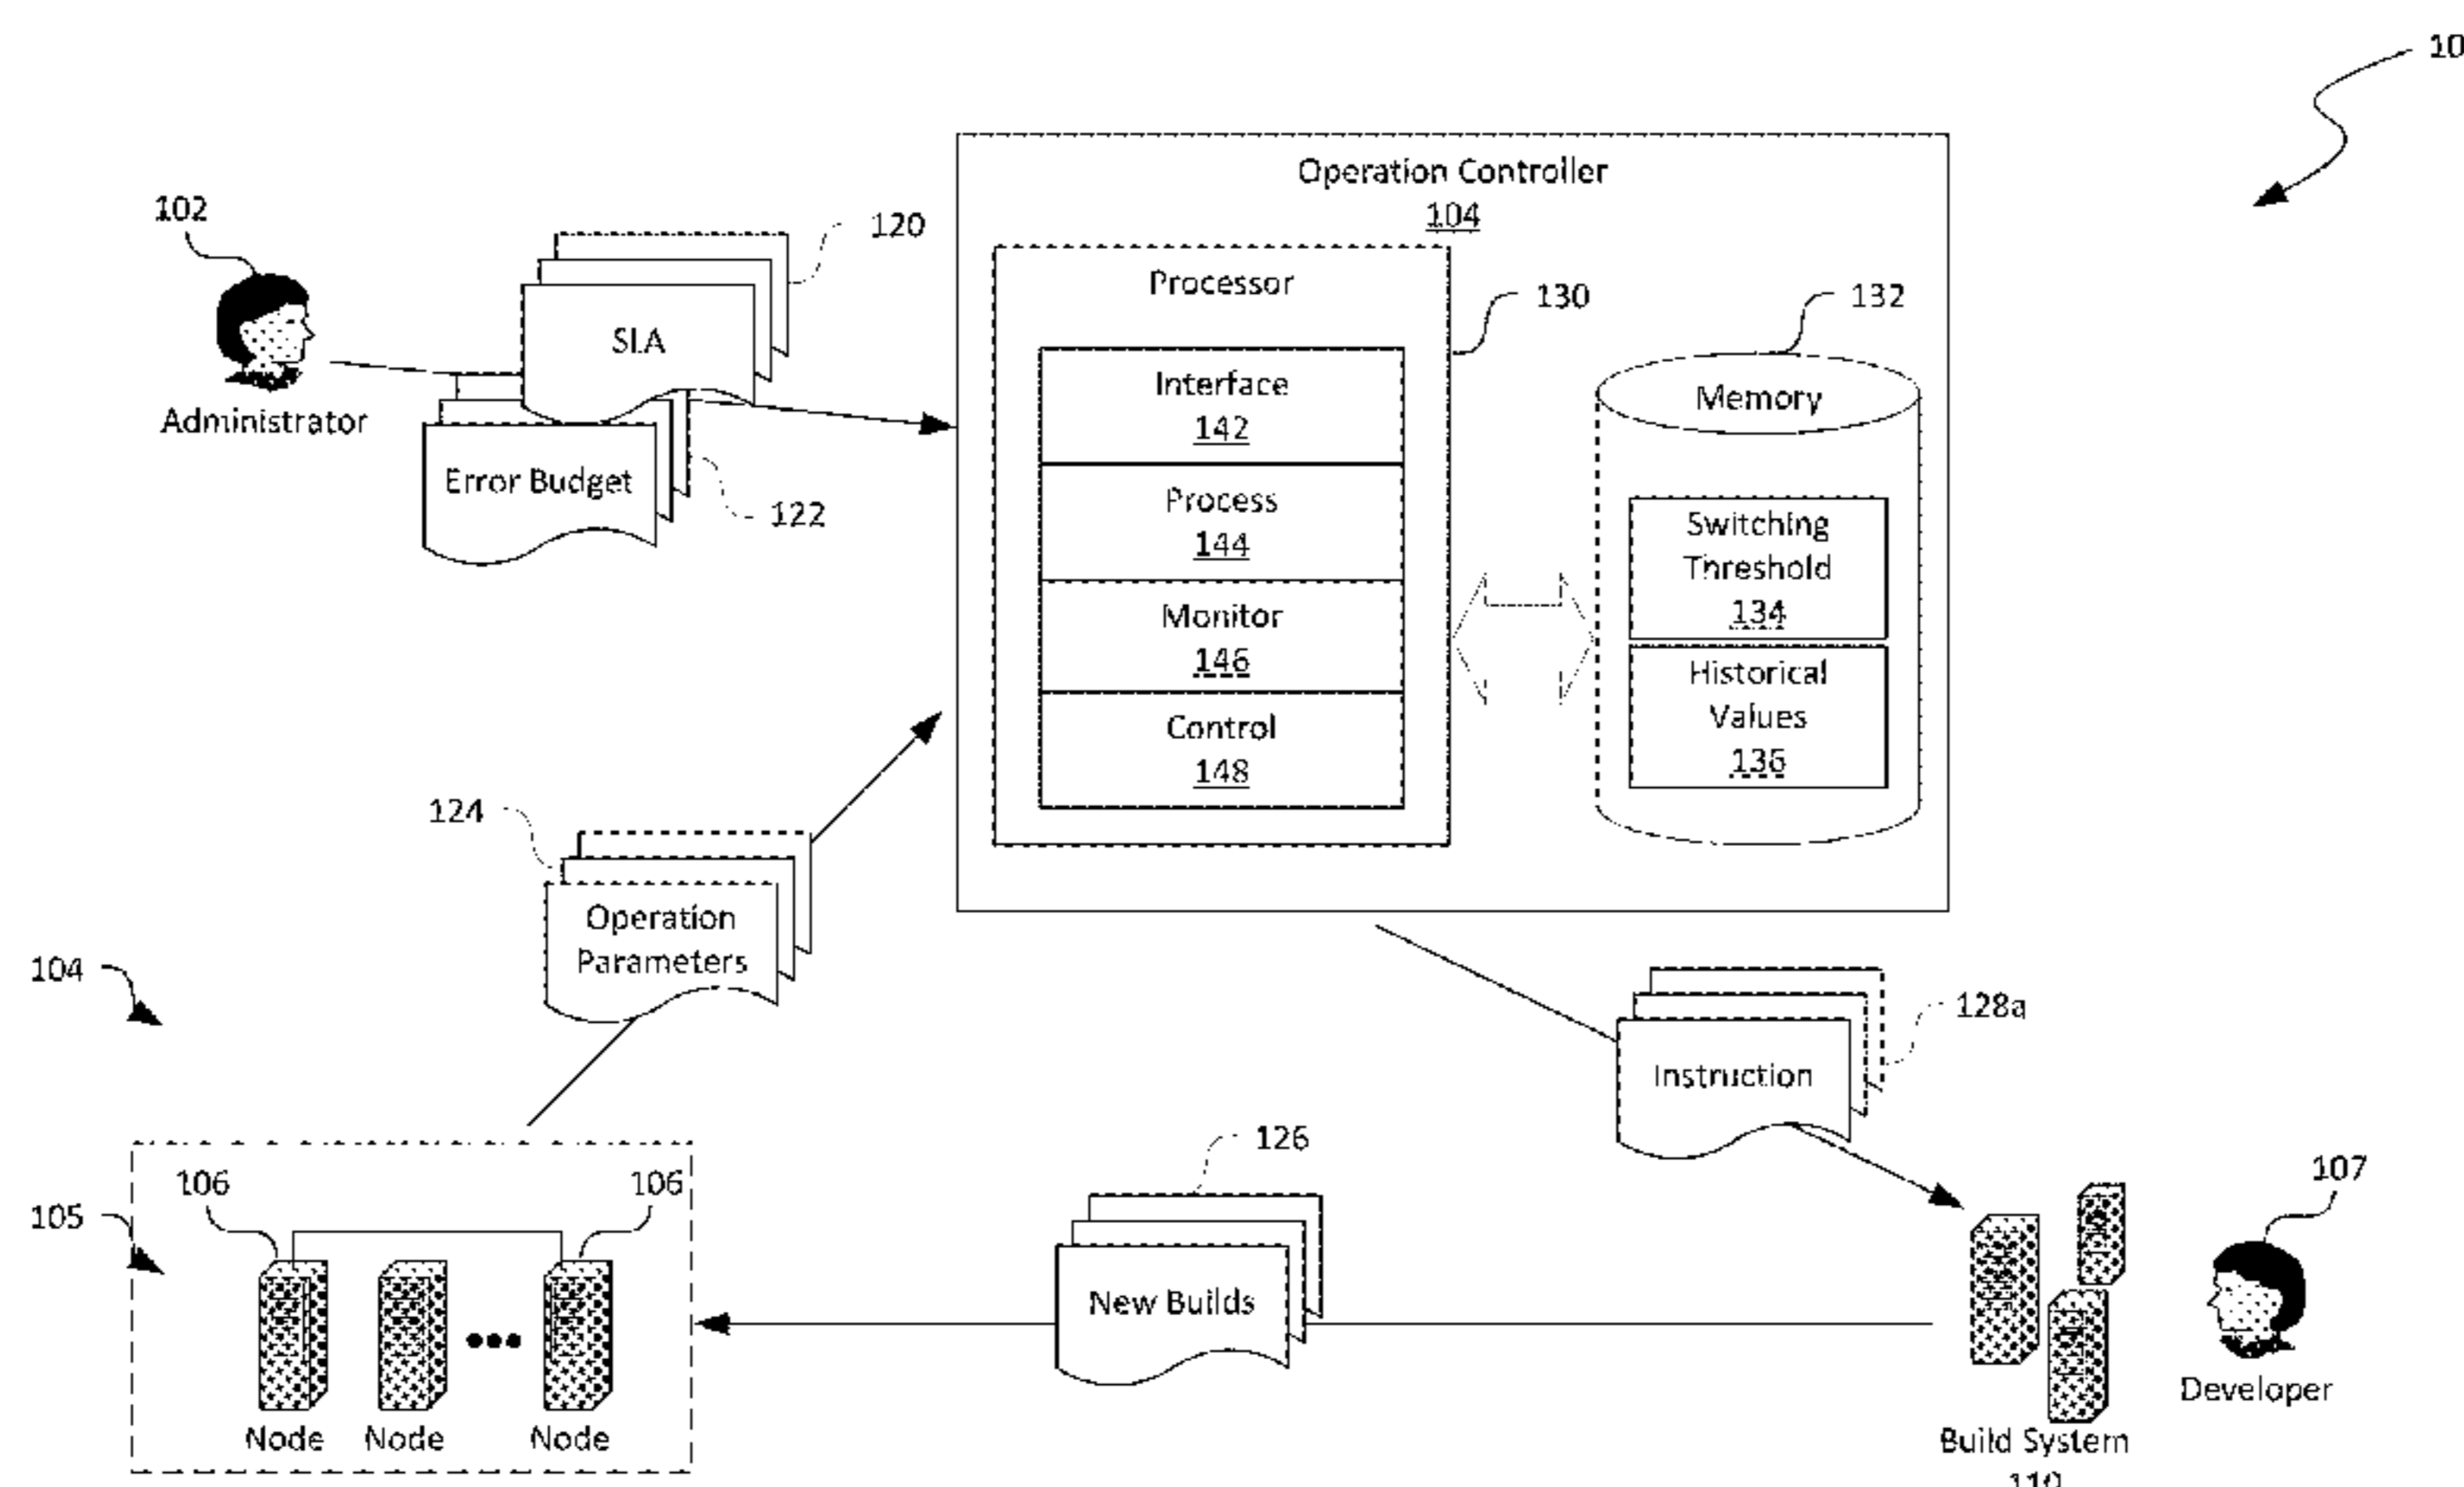 10
Operation Controller
104
102
120
Processor
130
132
SLA
Administrator
Interface
142
Memory
Error Budget
122
Process
144
Switching
Threshold
134
Monitor
146
Historical
Values
136
Control
148
124
Operation
Parameters
104
128a
Instruction
126
107
106
106
105
New Builds
Developer
Node
Node
Node
Build System